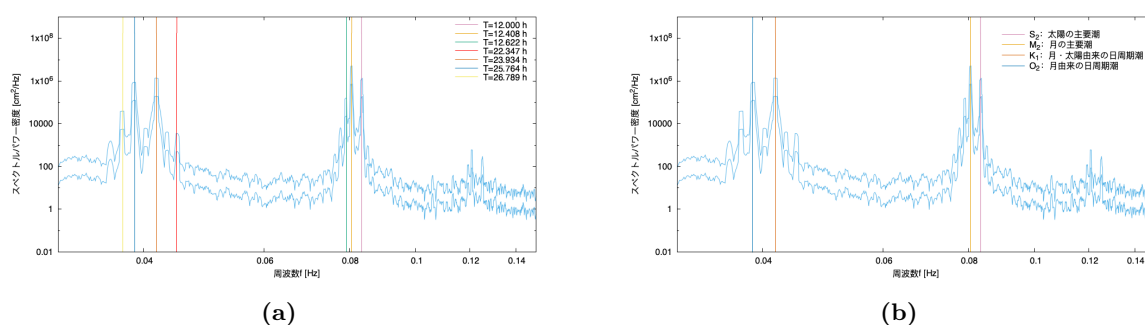 1x10⁸
1x10⁶
10000
100
1
0.01
スペクトルパワー密度 [cm²/Hz]
0.04
0.06
0.08
0.1
0.12
0.14
周波数f [Hz]
T=12.000 h
T=12.408 h
T=12.622 h
T=22.347 h
T=23.934 h
T=25.764 h
T=26.789 h
(a)
1x10⁸
1x10⁶
10000
100
1
0.01
スペクトルパワー密度 [cm²/Hz]
0.04
0.06
0.08
0.1
0.12
0.14
周波数f [Hz]
S₂: 太陽の主要潮
M₂: 月の主要潮
K₁: 月・太陽由来の日周期潮
O₂: 月由来の日周期潮
(b)